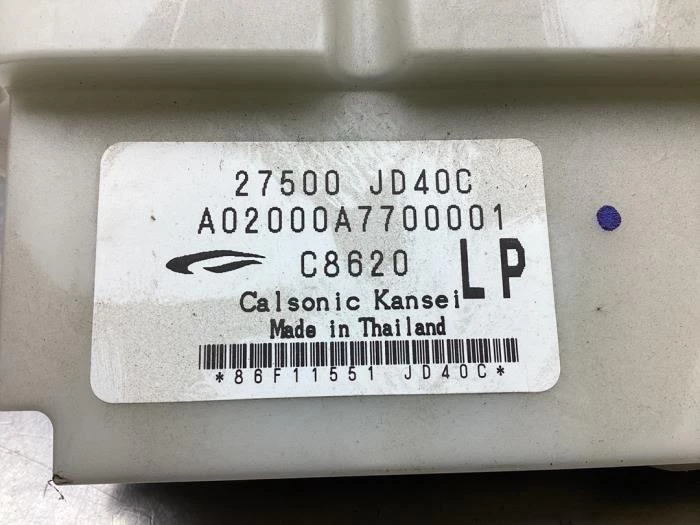 27500 JD40C
A02000A7700001
C8620 LP
Calsonic Kansei
Made in Thailand
*86F11551 JD40C*